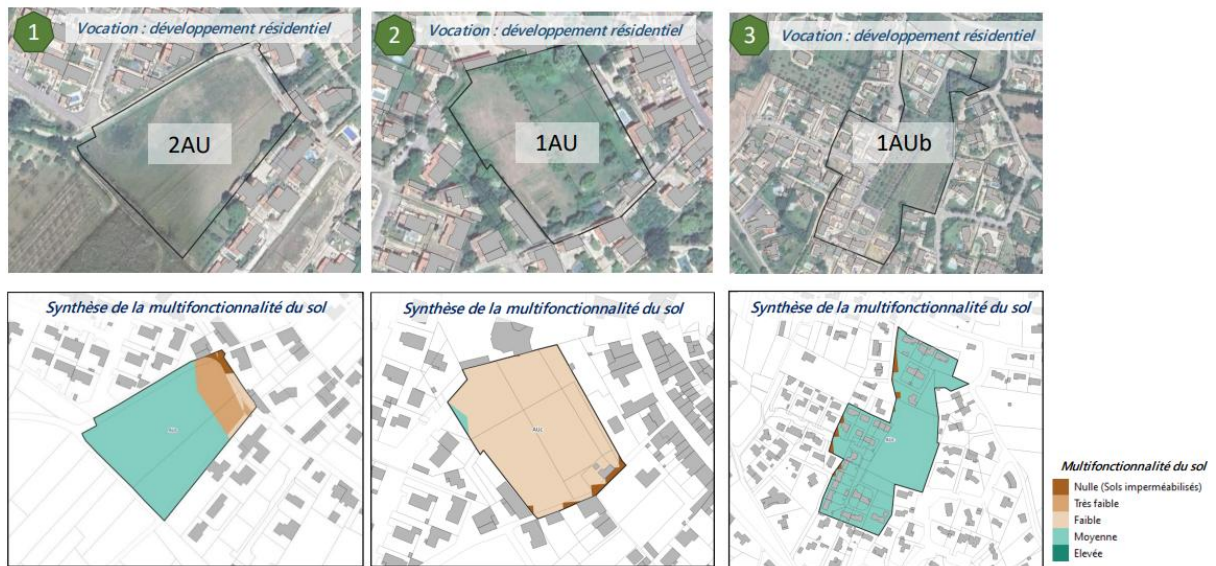 1
Vocation : développement résidentiel
2AU
2
Vocation : développement résidentiel
1AU
3
Vocation : développement résidentiel
1AUb
Synthèse de la multifonctionnalité du sol
Synthèse de la multifonctionnalité du sol
Synthèse de la multifonctionnalité du sol
Multifonctionnalité du sol
Nulle (Sols imperméabilisés)
Très faible
Faible
Moyenne
Elevée